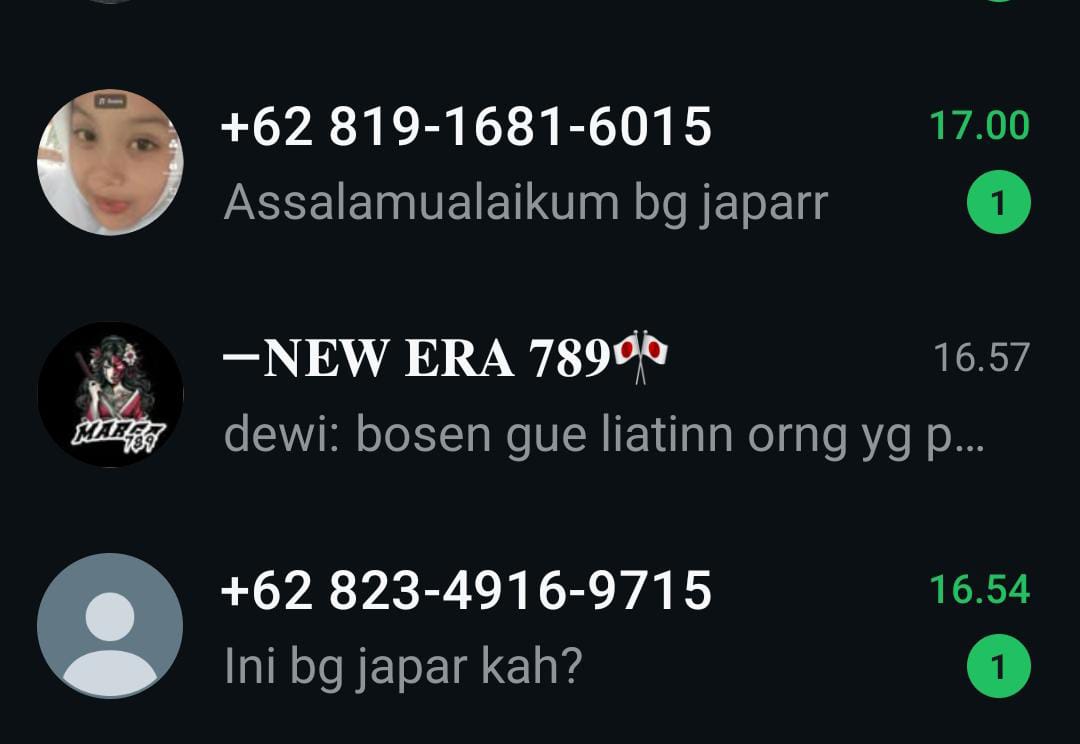 +62 819-1681-6015
17.00
Assalamualaikum bg japarr
1
—NEW ERA 789🎌
16.57
dewi: bosen gue liatinn orng yg p...
789
+62 823-4916-9715
16.54
Ini bg japar kah?
1